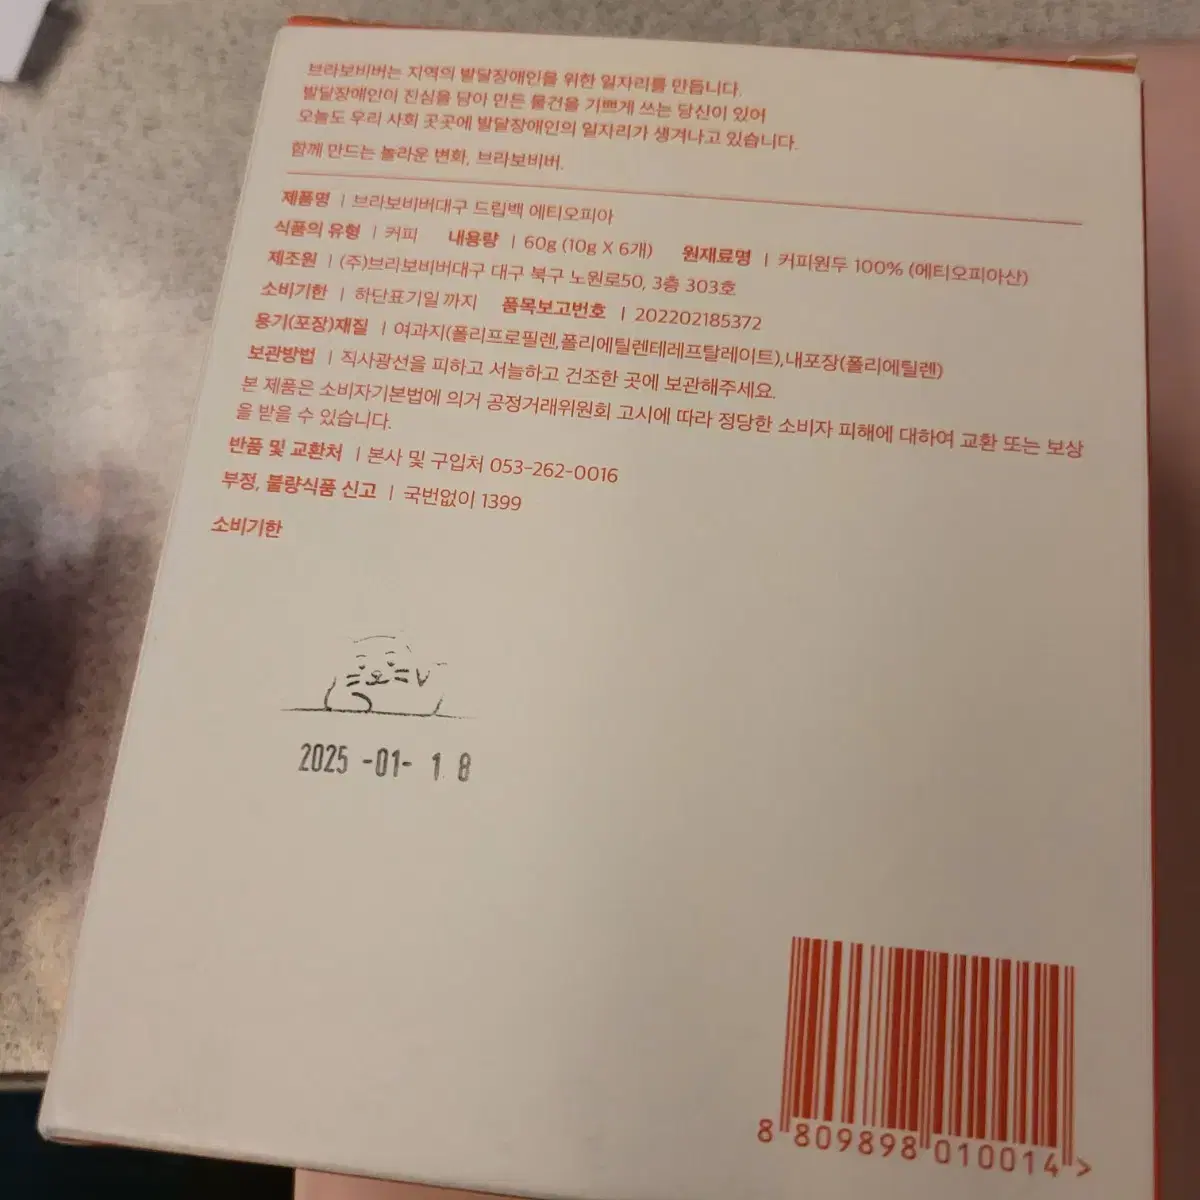 브라보비버는 지역의 발달장애인을 위한 일자리를 만듭니다.
발달장애인이 진심을 담아 만든 물건을 기쁘게 쓰는 당신이 있어
오늘도 우리 사회 곳곳에 발달장애인의 일자리가 생겨나고 있습니다.
함께 만드는 놀라운 변화, 브라보비버.
제품명 | 브라보비버대구 드립백 에티오피아
식품의 유형 | 커피 내용량 | 60g (10g X 6개) 원재료명 | 커피원두 100% (에티오피아산)
제조원 | (주)브리보비버대구 대구 북구 노원로50, 3층 303호
소비기한 | 하단표기일 까지 품목보고번호 | 202202185372
용기(포장)재질 | 여과지(폴리프로필렌,폴리에틸렌테레프탈레이트),내포장(폴리에틸렌)
보관방법 | 직사광선을 피하고 서늘하고 건조한 곳에 보관해주세요.
본 제품은 소비자기본법에 의거 공정거래위원회 고시에 따라 정당한 소비자 피해에 대하여 교환 또는 보상
을 받을 수 있습니다.
반품 및 교환처 | 본사 및 구입처 053-262-0016
부정, 불량식품 신고 | 국번없이 1399
소비기한
2025 -01- 1 8
8 809898 010014 >